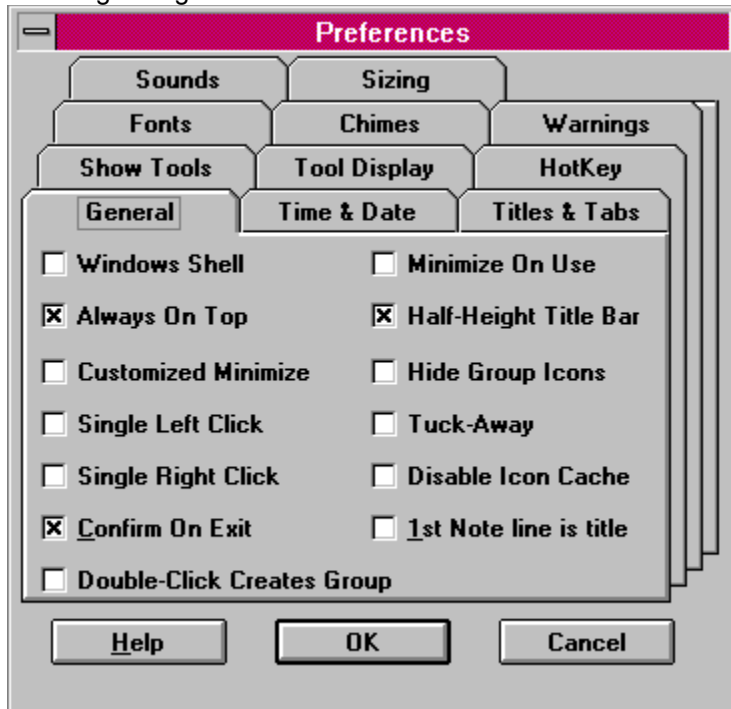 Preferences
Sounds Sizing
Fonts Chimes Warnings
Show Tools Tool Display HotKey
General Time & Date Titles & Tabs
Windows Shell Minimize On Use
Always On Top Half-Height Title Bar
Customized Minimize Hide Group Icons
Single Left Click Tuck-Away
Single Right Click Disable Icon Cache
Confirm On Exit 1st Note line is title
Double-Click Creates Group
Help OK Cancel